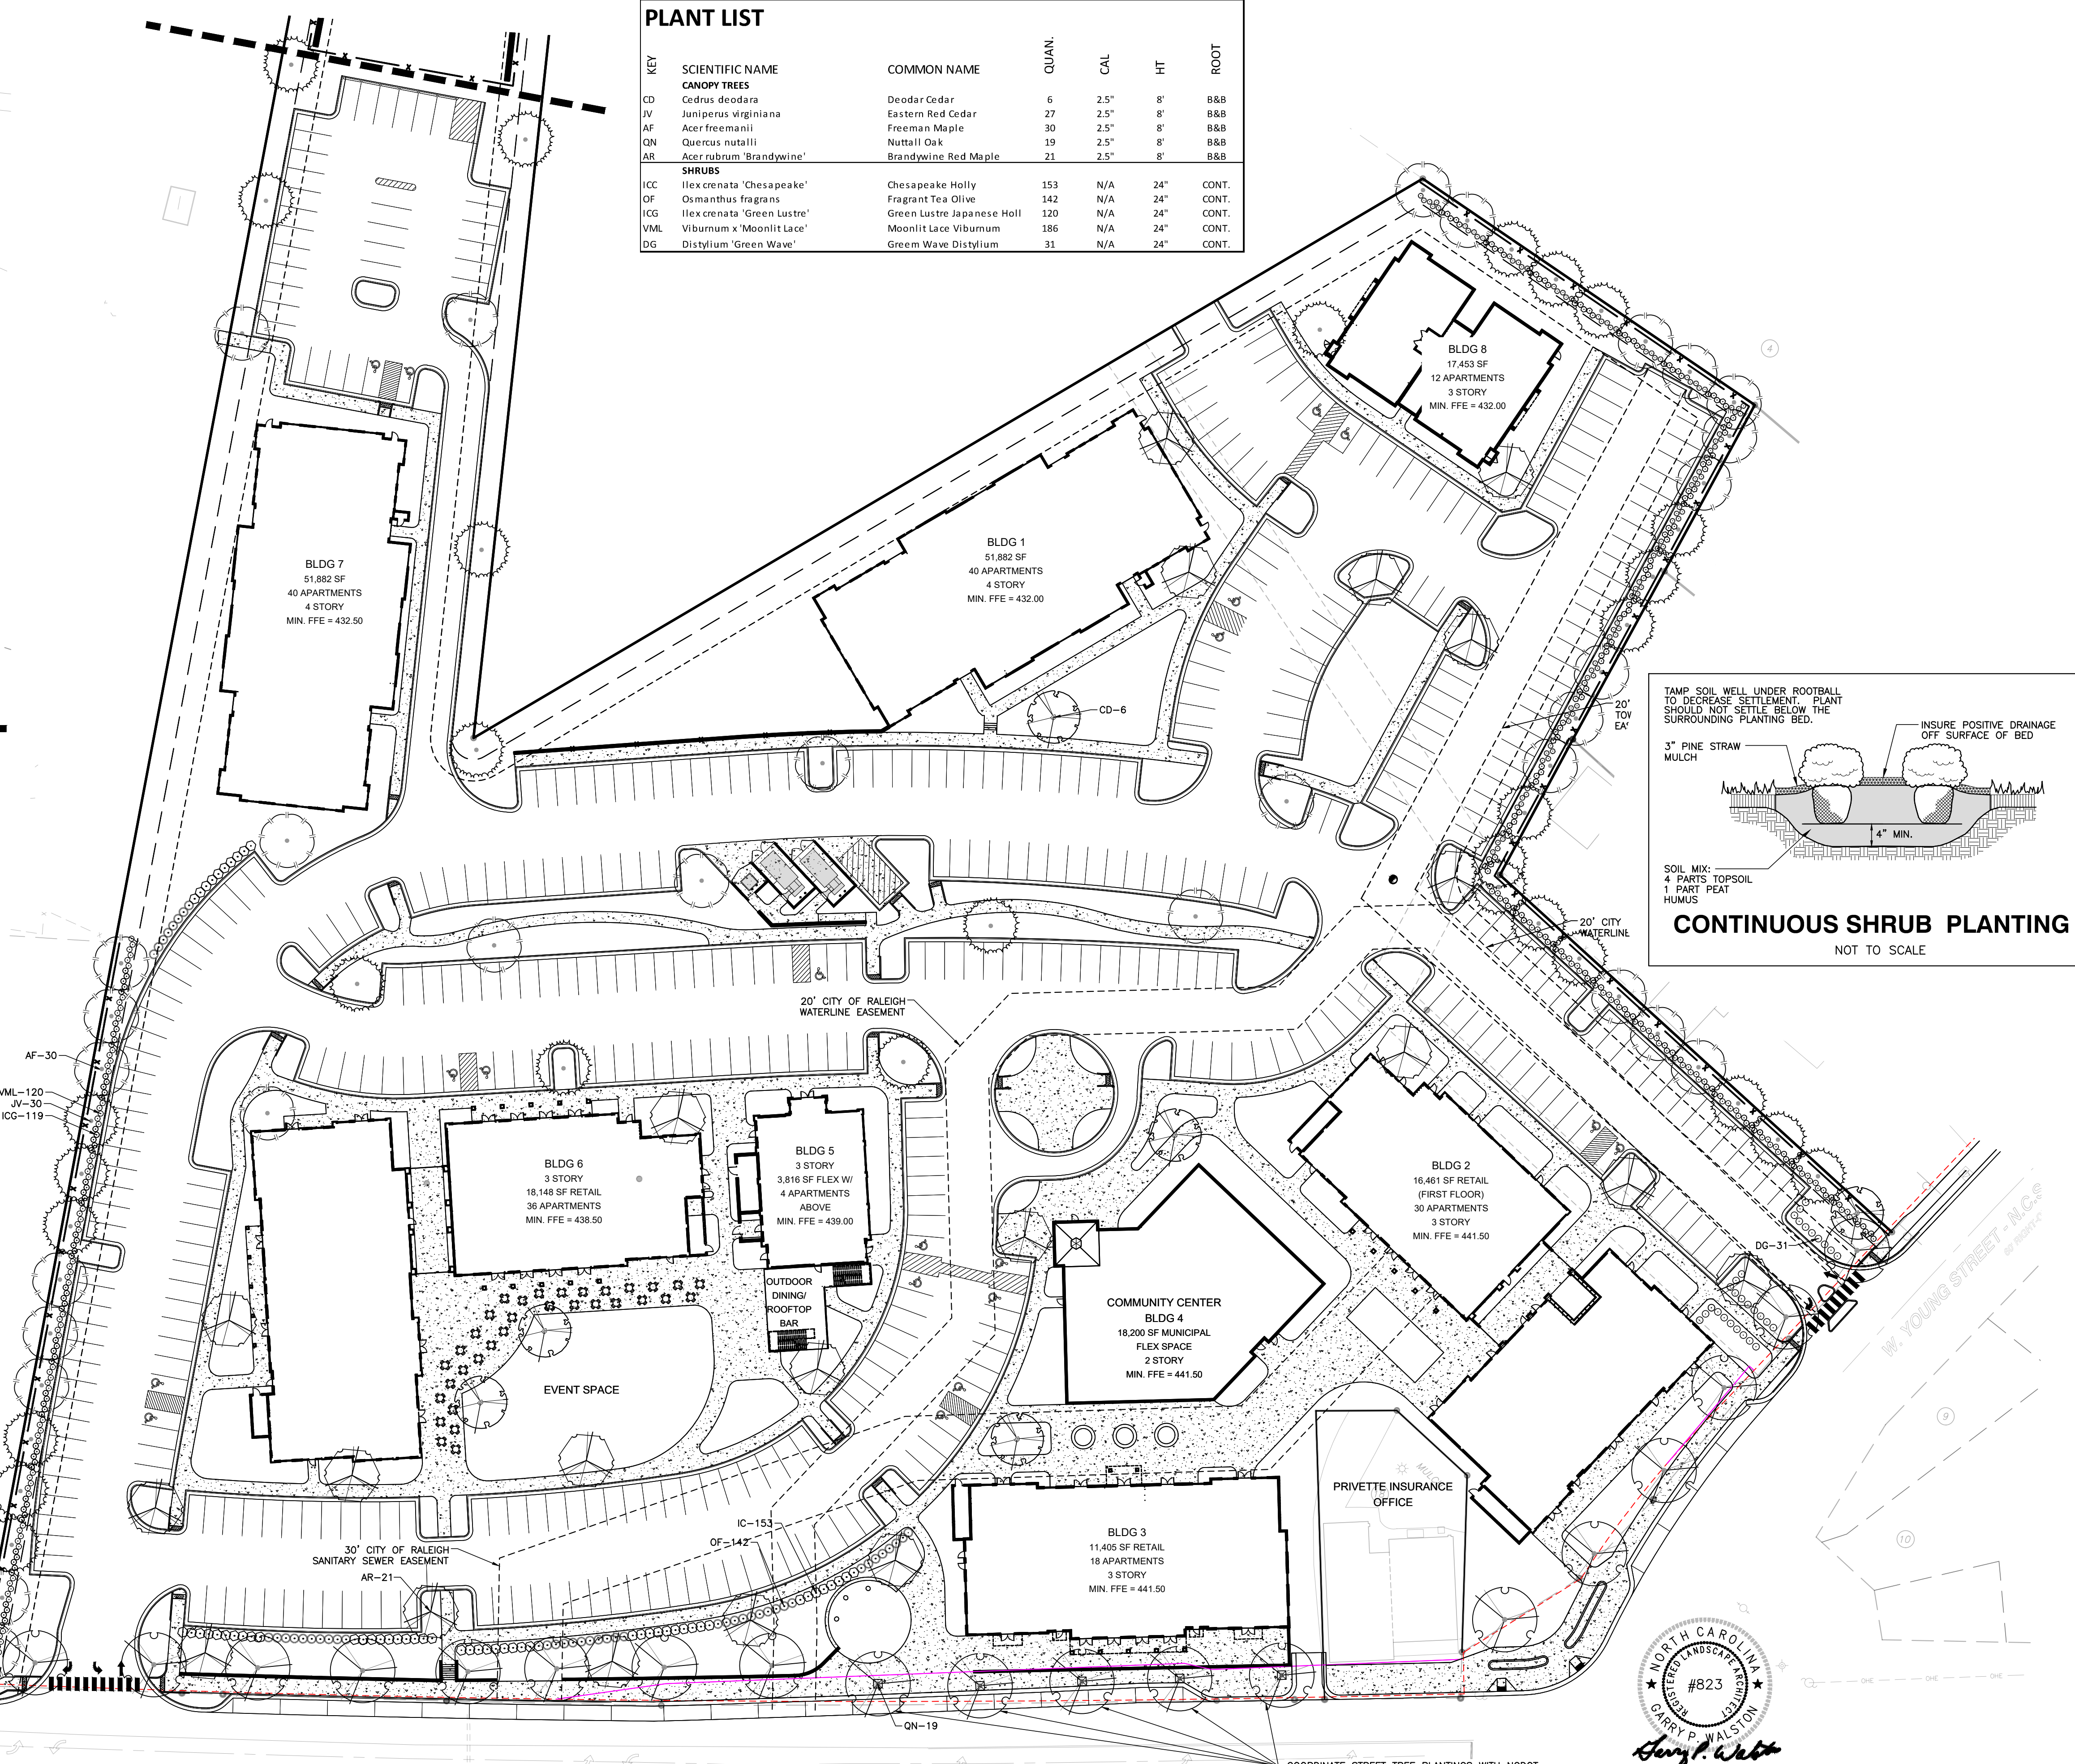 PLANT LIST
KEY SCIENTIFIC NAME COMMON NAME QUAN. CAL HT ROOT
CANOPY TREES
CD Cedrus deodara Deodar Cedar 6 2.5" 8' B&B
JV Juniperus virginiana Eastern Red Cedar 27 2.5" 8' B&B
AF Acer freemanii Freeman Maple 30 2.5" 8' B&B
QN Quercus nutalli Nuttall Oak 19 2.5" 8' B&B
AR Acer rubrum 'Brandywine' Brandywine Red Maple 21 2.5" 8' B&B
SHRUBS
ICC Ilex crenata 'Chesapeake' Chesapeake Holly 153 N/A 24" CONT.
OF Osmanthus fragrans Fragrant Tea Olive 142 N/A 24" CONT.
ICG Ilex crenata 'Green Lustre' Green Lustre Japanese Holl 120 N/A 24" CONT.
VML Viburnum x 'Moonlit Lace' Moonlit Lace Viburnum 186 N/A 24" CONT.
DG Distylium 'Green Wave' Greem Wave Distylium 31 N/A 24" CONT.
BLDG 8
17,453 SF
12 APARTMENTS
3 STORY
MIN. FFE = 432.00
4
BLDG 1
51,882 SF
40 APARTMENTS
4 STORY
MIN. FFE = 432.00
BLDG 7
51,882 SF
40 APARTMENTS
4 STORY
MIN. FFE = 432.50
CD-6
20'
TOW
EA
TAMP SOIL WELL UNDER ROOTBALL
TO DECREASE SETTLEMENT. PLANT
SHOULD NOT SETTLE BELOW THE
SURROUNDING PLANTING BED.
INSURE POSITIVE DRAINAGE
OFF SURFACE OF BED
3" PINE STRAW
MULCH
4" MIN.
SOIL MIX:
4 PARTS TOPSOIL
1 PART PEAT
HUMUS
CONTINUOUS SHRUB PLANTING
NOT TO SCALE
20' CITY
WATERLINE
20' CITY OF RALEIGH
WATERLINE EASEMENT
AF-30
VML-120
JV-30
ICG-119
BLDG 6
3 STORY
18,148 SF RETAIL
36 APARTMENTS
MIN. FFE = 438.50
BLDG 5
3 STORY
3,816 SF FLEX W/
4 APARTMENTS
ABOVE
MIN. FFE = 439.00
BLDG 2
16,461 SF RETAIL
(FIRST FLOOR)
30 APARTMENTS
3 STORY
MIN. FFE = 441.50
DG-31
W. YOUNG STREET - N.C.S
OUTDOOR
DINING/
ROOFTOP
BAR
COMMUNITY CENTER
BLDG 4
18,200 SF MUNICIPAL
FLEX SPACE
2 STORY
MIN. FFE = 441.50
EVENT SPACE
9
MULCH
PRIVETTE INSURANCE
OFFICE
10
IC-153
OF-142
BLDG 3
11,405 SF RETAIL
18 APARTMENTS
3 STORY
MIN. FFE = 441.50
30' CITY OF RALEIGH
SANITARY SEWER EASEMENT
AR-21
QN-19
NORTH CAROLINA
REGISTERED LANDSCAPE ARCHITECT
#823
GARRY P. WALSTON
Garry P. Walston
OHE OHE
COORDINATE STREET TREE PLANTINGS WITH NCDOT